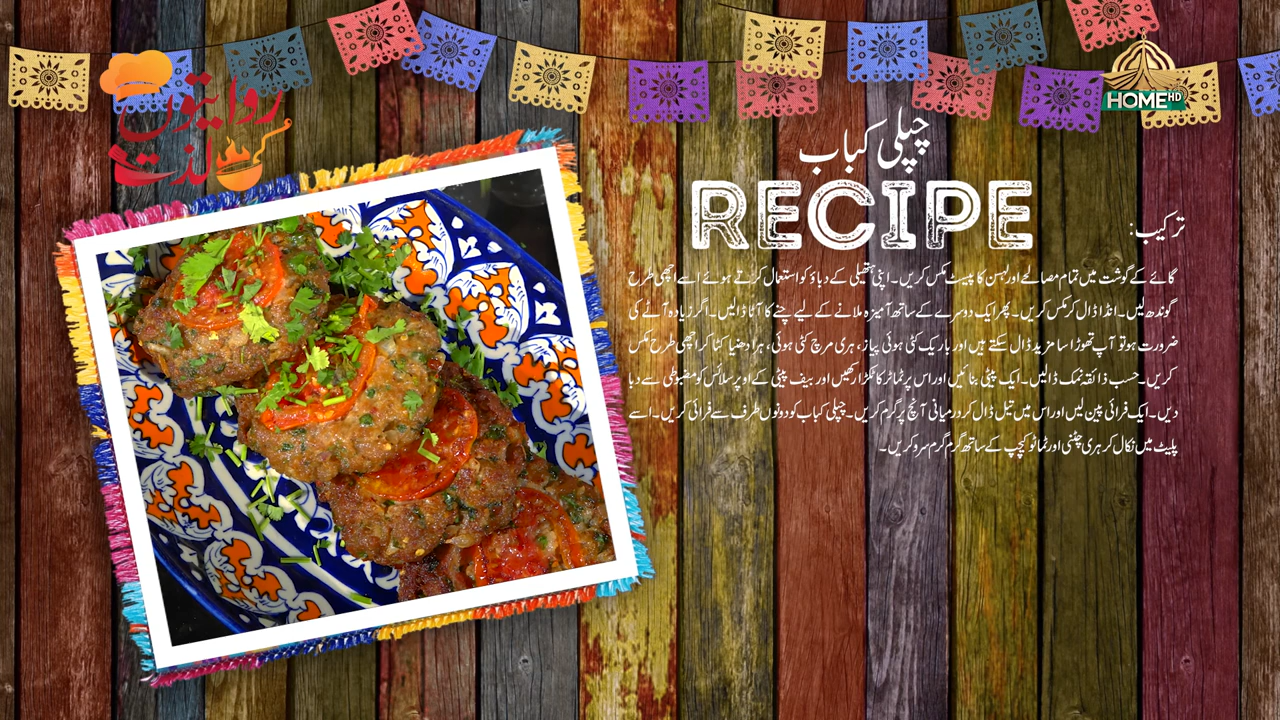 روایتوں
کی لذت
HOME HD
چپلی کباب
RECIPE
ترکیب:
گائے کے گوشت میں تمام مصالحے اور لہسن کا پیسٹ مکس کریں۔ اپنی ہتھیلی کے دباؤ کو استعمال کرتے ہوئے اسے اچھی طرح
گوندھ لیں۔ انڈا ڈال کر مکس کریں۔ پھر ایک دوسرے کے ساتھ آمیزہ ملانے کے لیے چنے کا آٹا ڈالیں۔ اگر زیادہ آٹے کی
ضرورت ہو تو آپ تھوڑا سا مزید ڈال سکتے ہیں اور باریک کٹی ہوئی پیاز، ہری مرچ کٹی ہوئی، ہرا دھنیا کٹا کر اچھی طرح مکس
کریں۔ حسب ذائقہ نمک ڈالیں۔ ایک پیٹی بنائیں اور اس پر ٹماٹر کا ٹکڑا رکھیں اور بیف پیٹی کے اوپر سلائس کو مضبوطی سے دبا
دیں۔ ایک فرائی پین لیں اور اس میں تیل ڈال کر درمیانی آنچ پر گرم کریں۔ چپلی کباب کو دونوں طرف سے فرائی کریں۔ اسے
پلیٹ میں نکال کر ہری چٹنی اور ٹماٹو کیچپ کے ساتھ گرم گرم سرو کریں۔